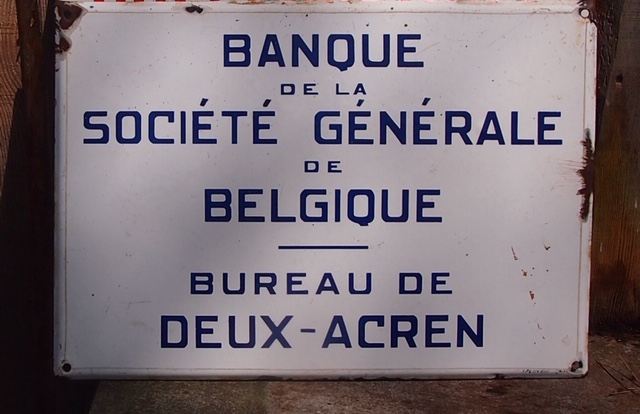 BANQUE
DE LA
SOCIÉTÉ GÉNÉRALE
DE
BELGIQUE
BUREAU DE
DEUX-ACREN